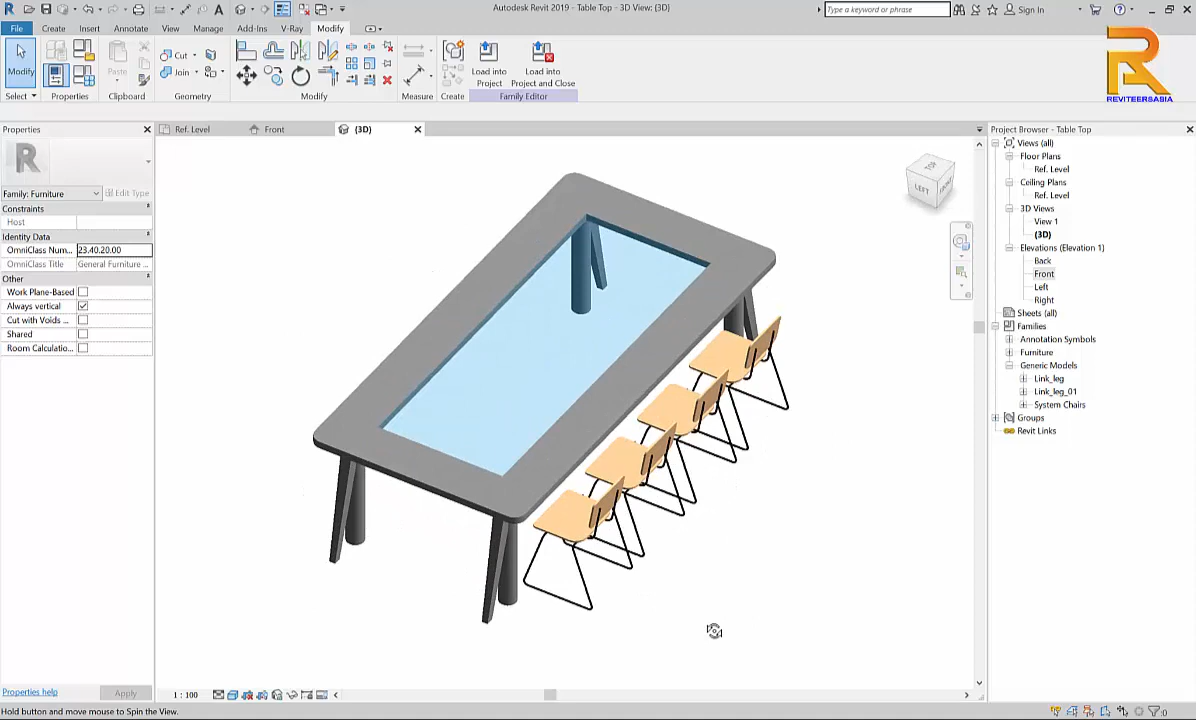 Autodesk Revit 2019 - Table Top - 3D View: {3D}
Type a keyword or phrase
Sign In
File Create Insert Annotate View Manage Add-Ins V-Ray Modify
Modify
Paste
Cut
Join
Load into
Project
Load into
Project and Close
Select Properties Clipboard Geometry Modify Measure Create Family Editor
REVITEERSASIA
Properties
Ref. Level
Front
{3D}
Project Browser - Table Top
Family: Furniture
Edit Type
Constraints
Host
Identity Data
OmniClass Num... 23.40.20.00
OmniClass Title General Furniture ...
Other
Work Plane-Based
Always vertical
Cut with Voids ...
Shared
Room Calculatio...
TOP
LEFT
FRONT
Views (all)
Floor Plans
Ref. Level
Ceiling Plans
Ref. Level
3D Views
View 1
{3D}
Elevations (Elevation 1)
Back
Front
Left
Right
Sheets (all)
Families
Annotation Symbols
Furniture
Generic Models
Link_leg
Link_leg_01
System Chairs
Groups
Revit Links
Properties help
Apply
1 : 100
Hold button and move mouse to Spin the View.
:0